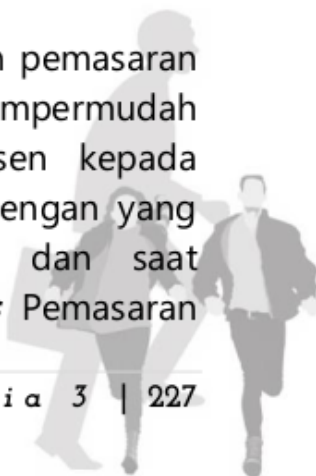 n pemasaran
mpermudah
sen kepada
engan yang
dan saat
: Pemasaran
i a 3 | 227